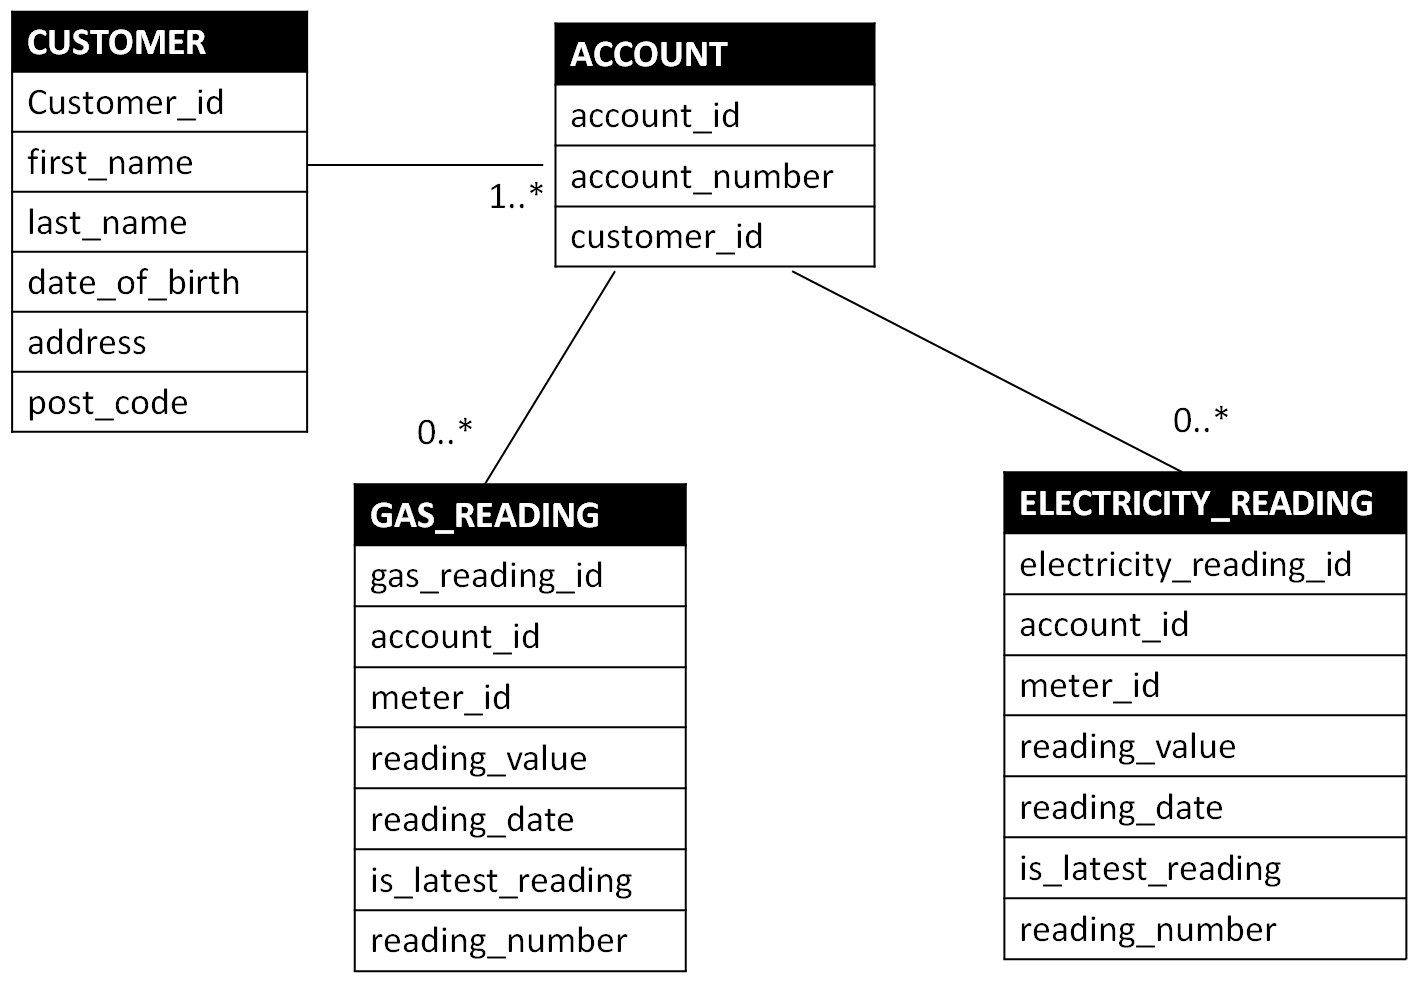 CUSTOMER
Customer_id
first_name
last_name
date_of_birth
address
post_code
1..*
ACCOUNT
account_id
account_number
customer_id
0..*
0..*
GAS_READING
gas_reading_id
account_id
meter_id
reading_value
reading_date
is_latest_reading
reading_number
ELECTRICITY_READING
electricity_reading_id
account_id
meter_id
reading_value
reading_date
is_latest_reading
reading_number